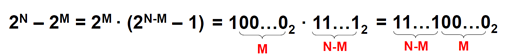 2ᴺ – 2ᴹ = 2ᴹ · (2ᴺ⁻ᴹ – 1) = 100…0₂ · 11…1₂ = 11…100…0₂
M N-M N-M M